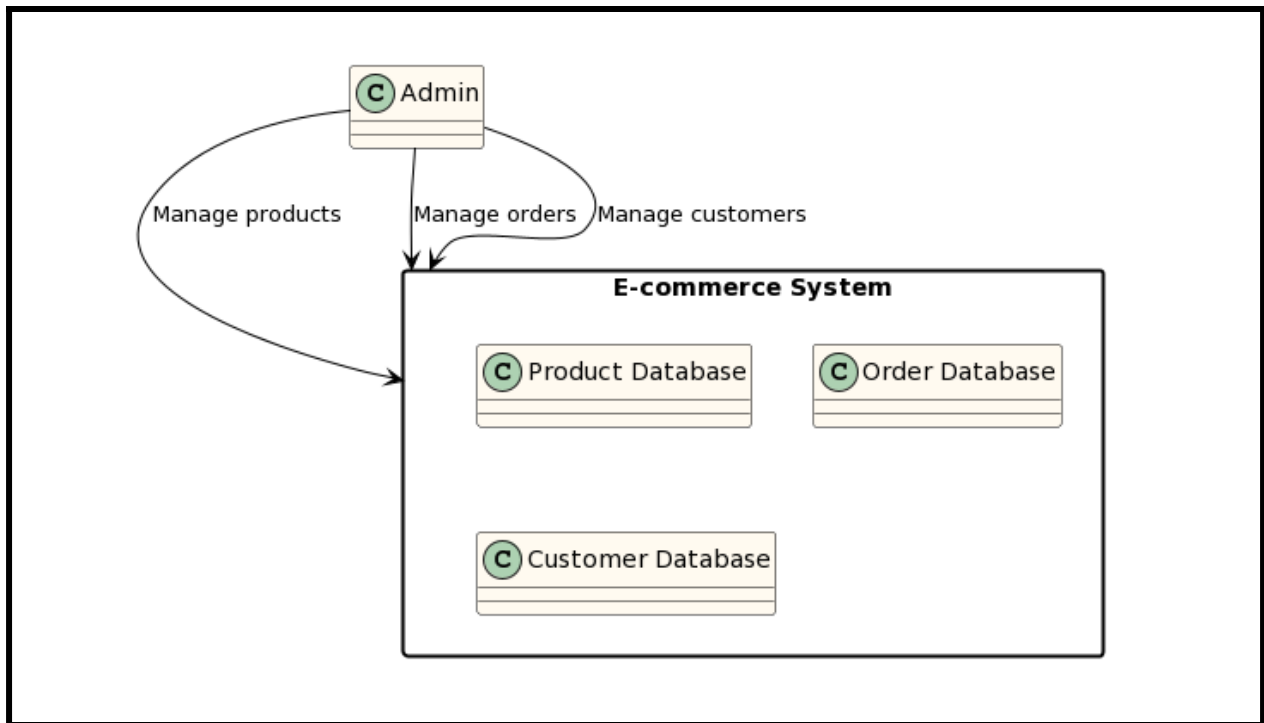 C Admin
Manage products
Manage orders
Manage customers
E-commerce System
C Product Database
C Order Database
C Customer Database